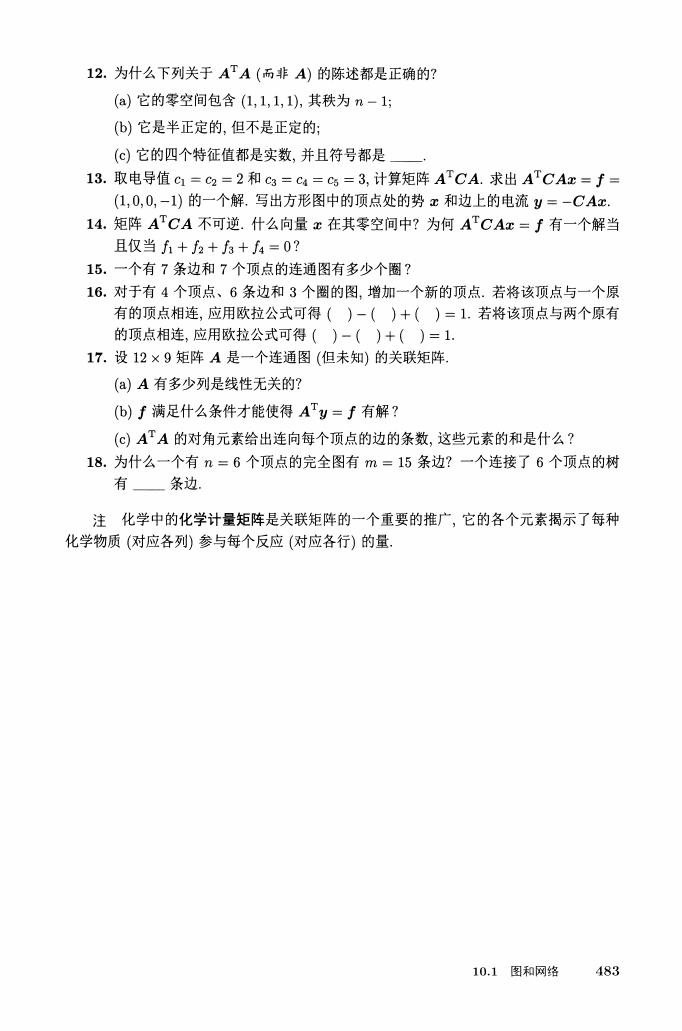 12. 为什么下列关于 AᵀA (而非 A) 的陈述都是正确的?
(a) 它的零空间包含 (1, 1, 1, 1), 其秩为 n − 1;
(b) 它是半正定的, 但不是正定的;
(c) 它的四个特征值都是实数, 并且符号都是 ____.
13. 取电导值 c₁ = c₂ = 2 和 c₃ = c₄ = c₅ = 3, 计算矩阵 AᵀCA. 求出 AᵀCAx = f =
(1, 0, 0, −1) 的一个解. 写出方形图中的顶点处的势 x 和边上的电流 y = −CAx.
14. 矩阵 AᵀCA 不可逆. 什么向量 x 在其零空间中? 为何 AᵀCAx = f 有一个解当
且仅当 f₁ + f₂ + f₃ + f₄ = 0?
15. 一个有 7 条边和 7 个顶点的连通图有多少个圈?
16. 对于有 4 个顶点、6 条边和 3 个圈的图, 增加一个新的顶点. 若将该顶点与一个原
有的顶点相连, 应用欧拉公式可得 ( ) − ( ) + ( ) = 1. 若将该顶点与两个原有
的顶点相连, 应用欧拉公式可得 ( ) − ( ) + ( ) = 1.
17. 设 12 × 9 矩阵 A 是一个连通图 (但未知) 的关联矩阵.
(a) A 有多少列是线性无关的?
(b) f 满足什么条件才能使得 Aᵀy = f 有解?
(c) AᵀA 的对角元素给出连向每个顶点的边的条数, 这些元素的和是什么?
18. 为什么一个有 n = 6 个顶点的完全图有 m = 15 条边? 一个连接了 6 个顶点的树
有 ____ 条边.
注 化学中的化学计量矩阵是关联矩阵的一个重要的推广, 它的各个元素揭示了每种
化学物质 (对应各列) 参与每个反应 (对应各行) 的量.
10.1 图和网络 483